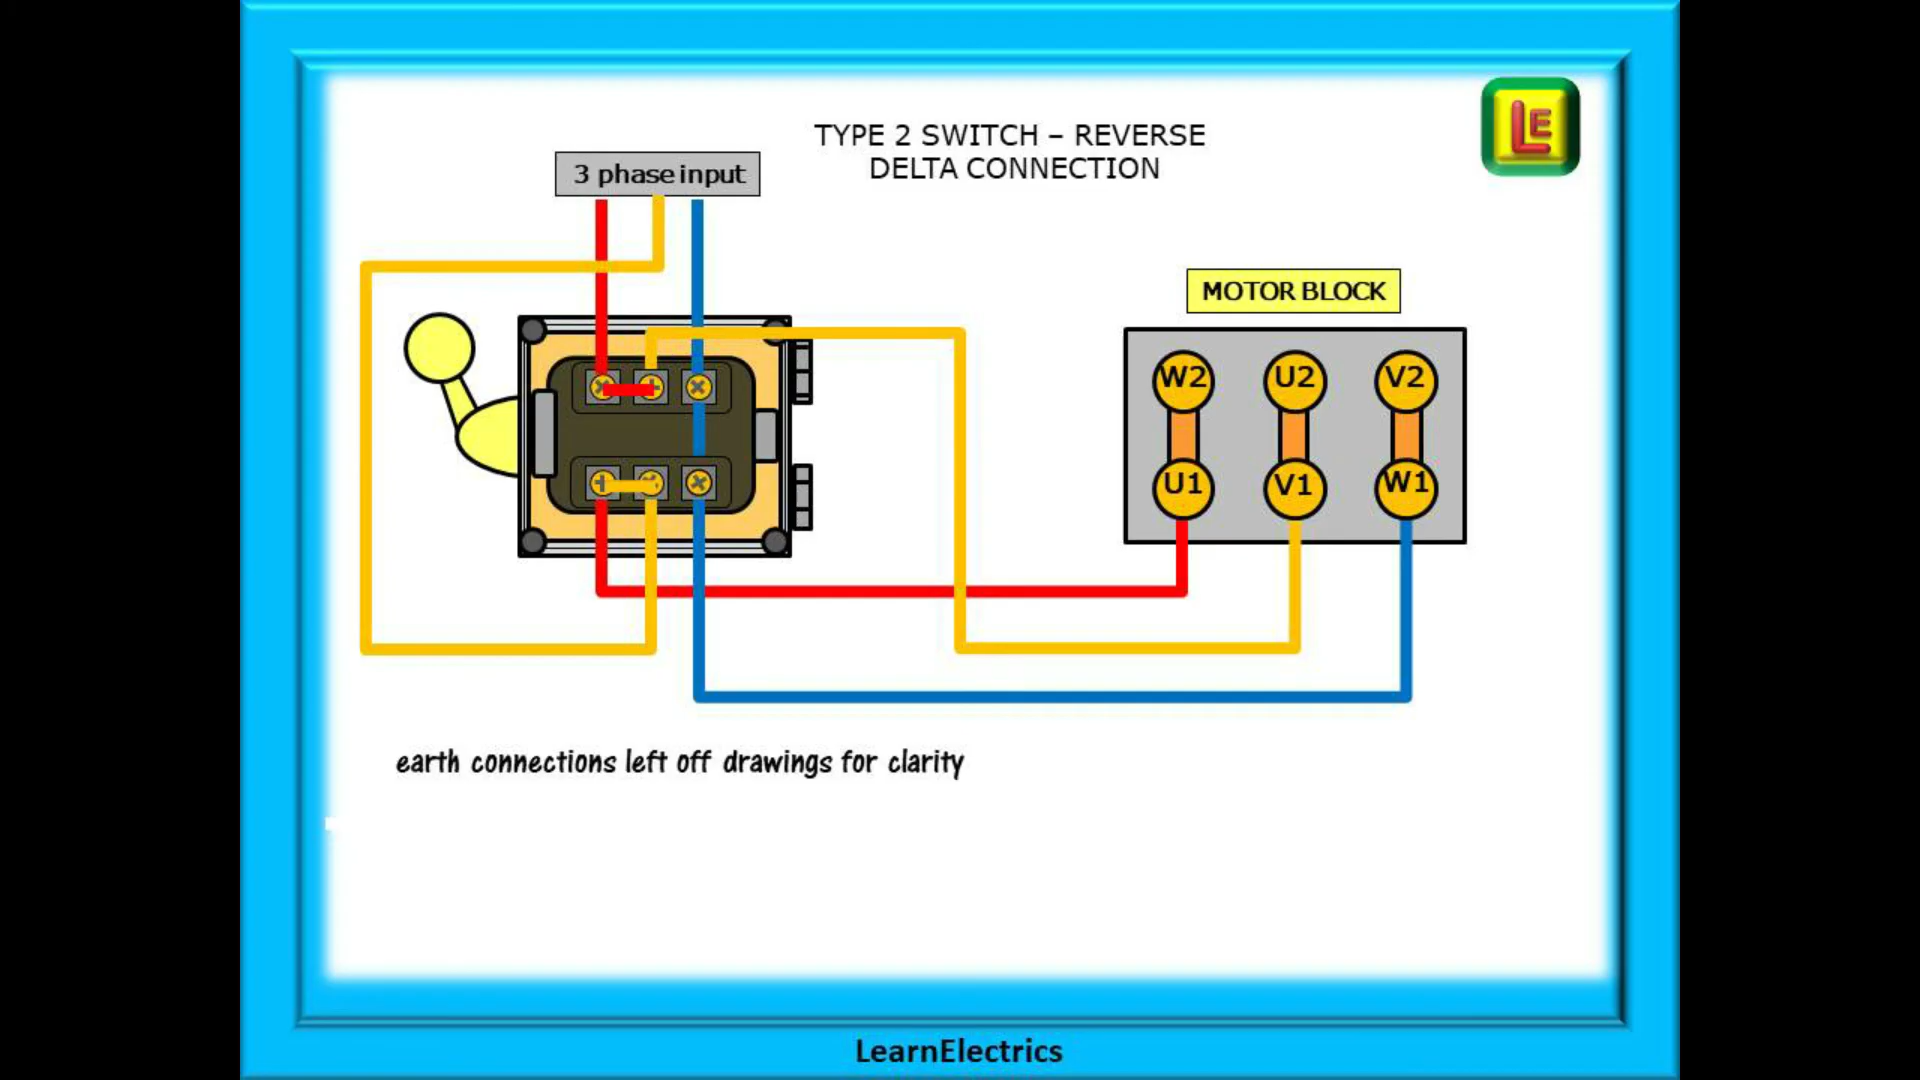 TYPE 2 SWITCH – REVERSE
DELTA CONNECTION
LE
3 phase input
MOTOR BLOCK
W2 U2 V2
U1 V1 W1
earth connections left off drawings for clarity
LearnElectrics